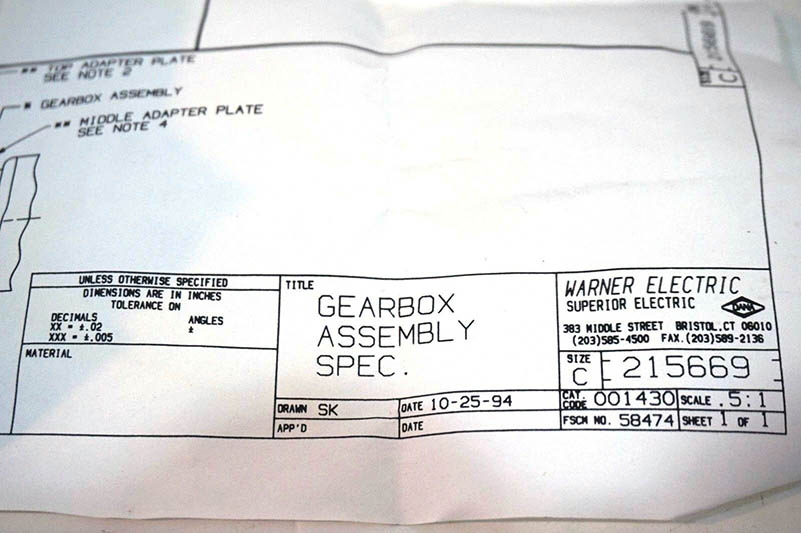 ** TOP ADAPTER PLATE
SEE NOTE 2
* GEARBOX ASSEMBLY
** MIDDLE ADAPTER PLATE
SEE NOTE 4
C
UNLESS OTHERWISE SPECIFIED
DIMENSIONS ARE IN INCHES
TOLERANCE ON
DECIMALS ANGLES
XX = ±.02 ±
XXX = ±.005
MATERIAL
TITLE
GEARBOX
ASSEMBLY
SPEC.
DRAWN SK
DATE 10-25-94
APP'D
DATE
WARNER ELECTRIC
SUPERIOR ELECTRIC
DANA
383 MIDDLE STREET BRISTOL,CT 06010
(203)585-4500 FAX.(203)589-2136
SIZE
C
215669
CAT. CODE 001430
SCALE .5:1
FSCM NO. 58474
SHEET 1 OF 1